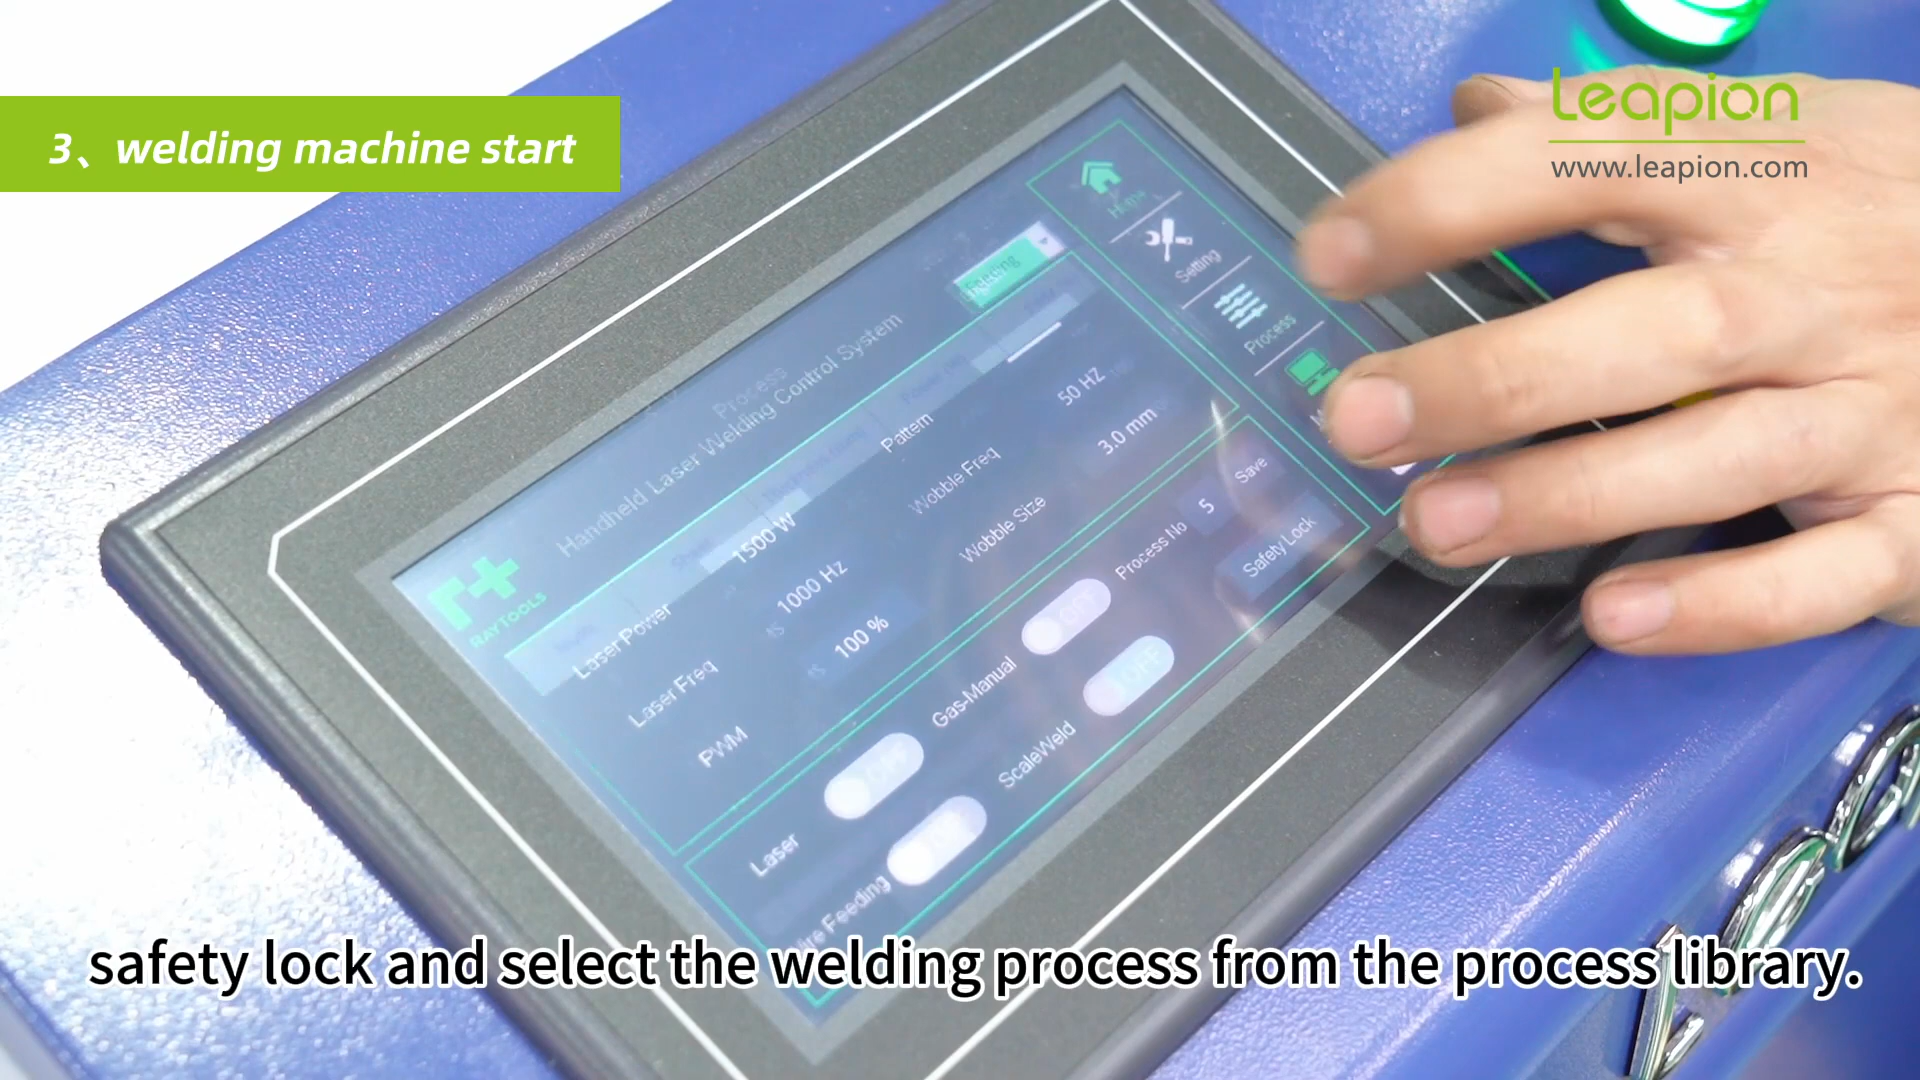 3、welding machine start
Leapion
www.leapion.com
Home
Setting
Process
Process
Handheld Laser Welding Control System
RAYTOOLS
Laser Power 1500 W
Laser Freq 1000 Hz
PWM 100 %
Pattern
Wobble Freq 50 HZ
Wobble Size 3.0 mm
Laser
Gas-Manual OFF
Process No 5 Save
Feeding
ScaleWeld OFF
Safety Lock
safety lock and select the welding process from the process library.